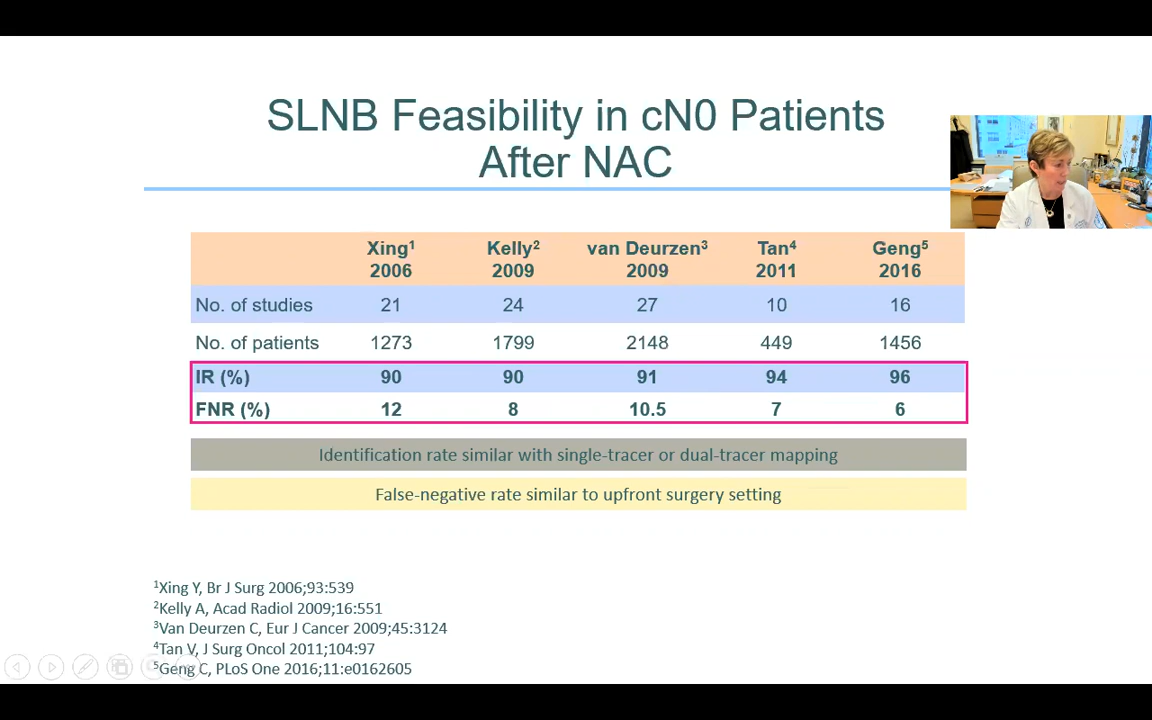 SLNB Feasibility in cN0 Patients
After NAC
Xing¹ Kelly² van Deurzen³ Tan⁴ Geng⁵
2006 2009 2009 2011 2016
No. of studies 21 24 27 10 16
No. of patients 1273 1799 2148 449 1456
IR (%) 90 90 91 94 96
FNR (%) 12 8 10.5 7 6
Identification rate similar with single-tracer or dual-tracer mapping
False-negative rate similar to upfront surgery setting
¹Xing Y, Br J Surg 2006;93:539
²Kelly A, Acad Radiol 2009;16:551
³Van Deurzen C, Eur J Cancer 2009;45:3124
⁴Tan V, J Surg Oncol 2011;104:97
⁵Geng C, PLoS One 2016;11:e0162605